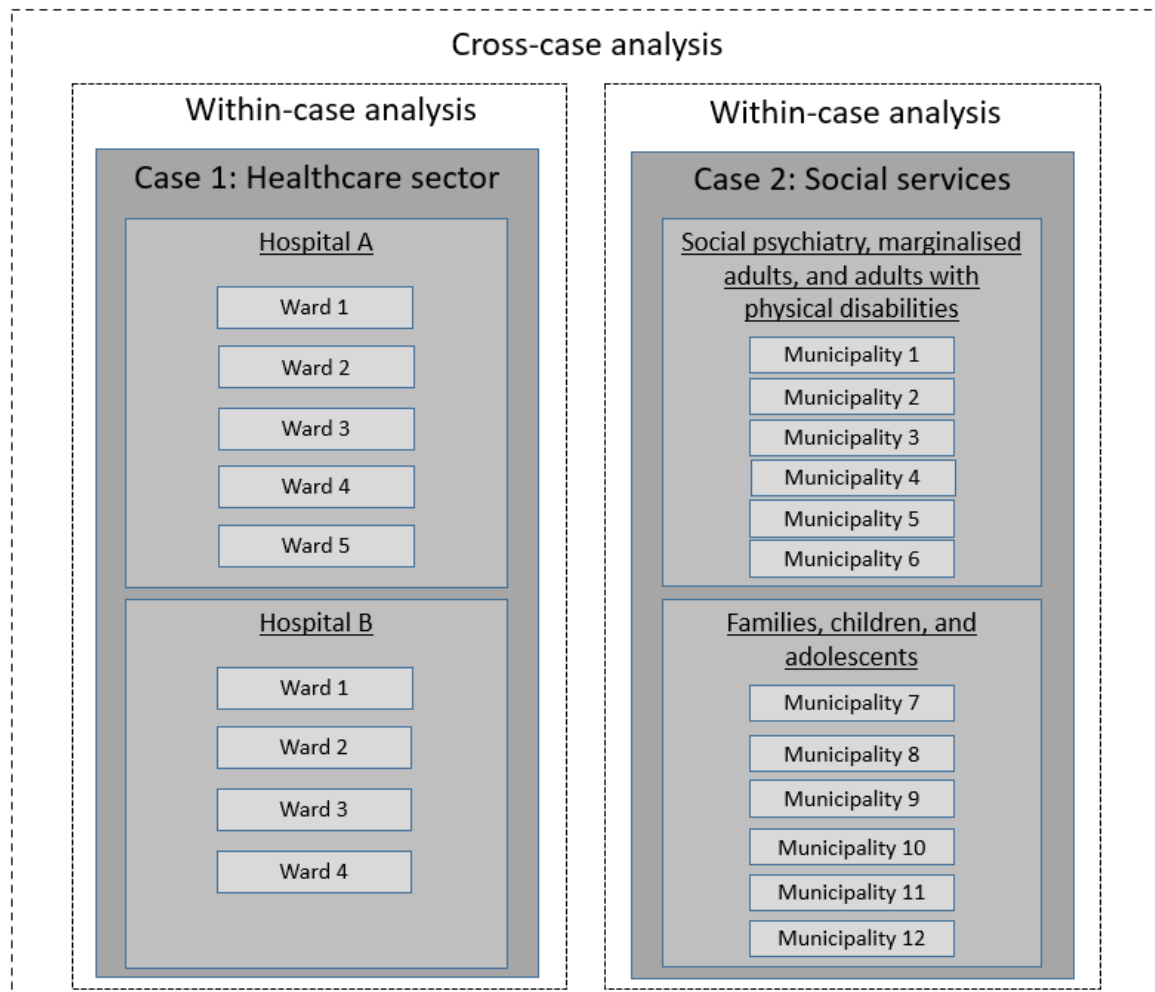 Cross-case analysis
Within-case analysis
Case 1: Healthcare sector
Hospital A
Ward 1
Ward 2
Ward 3
Ward 4
Ward 5
Hospital B
Ward 1
Ward 2
Ward 3
Ward 4
Within-case analysis
Case 2: Social services
Social psychiatry, marginalised
adults, and adults with
physical disabilities
Municipality 1
Municipality 2
Municipality 3
Municipality 4
Municipality 5
Municipality 6
Families, children, and
adolescents
Municipality 7
Municipality 8
Municipality 9
Municipality 10
Municipality 11
Municipality 12